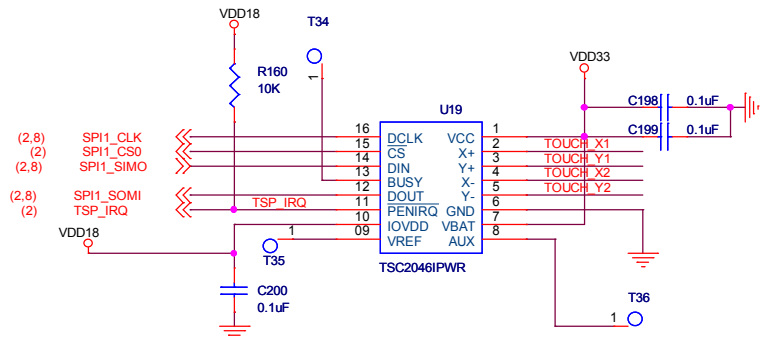 VDD18
T34
1
R160
10K
VDD33
C198 0.1uF
C199 0.1uF
U19
(2,8) SPI1_CLK 16 DCLK VCC 1
(2) SPI1_CS0 15 CS X+ 2 TOUCH_X1
(2,8) SPI1_SIMO 14 DIN Y+ 3 TOUCH_Y1
13 BUSY X- 4 TOUCH_X2
(2,8) SPI1_SOMI 12 DOUT Y- 5 TOUCH_Y2
(2) TSP_IRQ TSP_IRQ 11 PENIRQ GND 6
10 IOVDD VBAT 7
VDD18
1 09 VREF AUX 8
T35
TSC2046IPWR
C200
0.1uF
T36
1